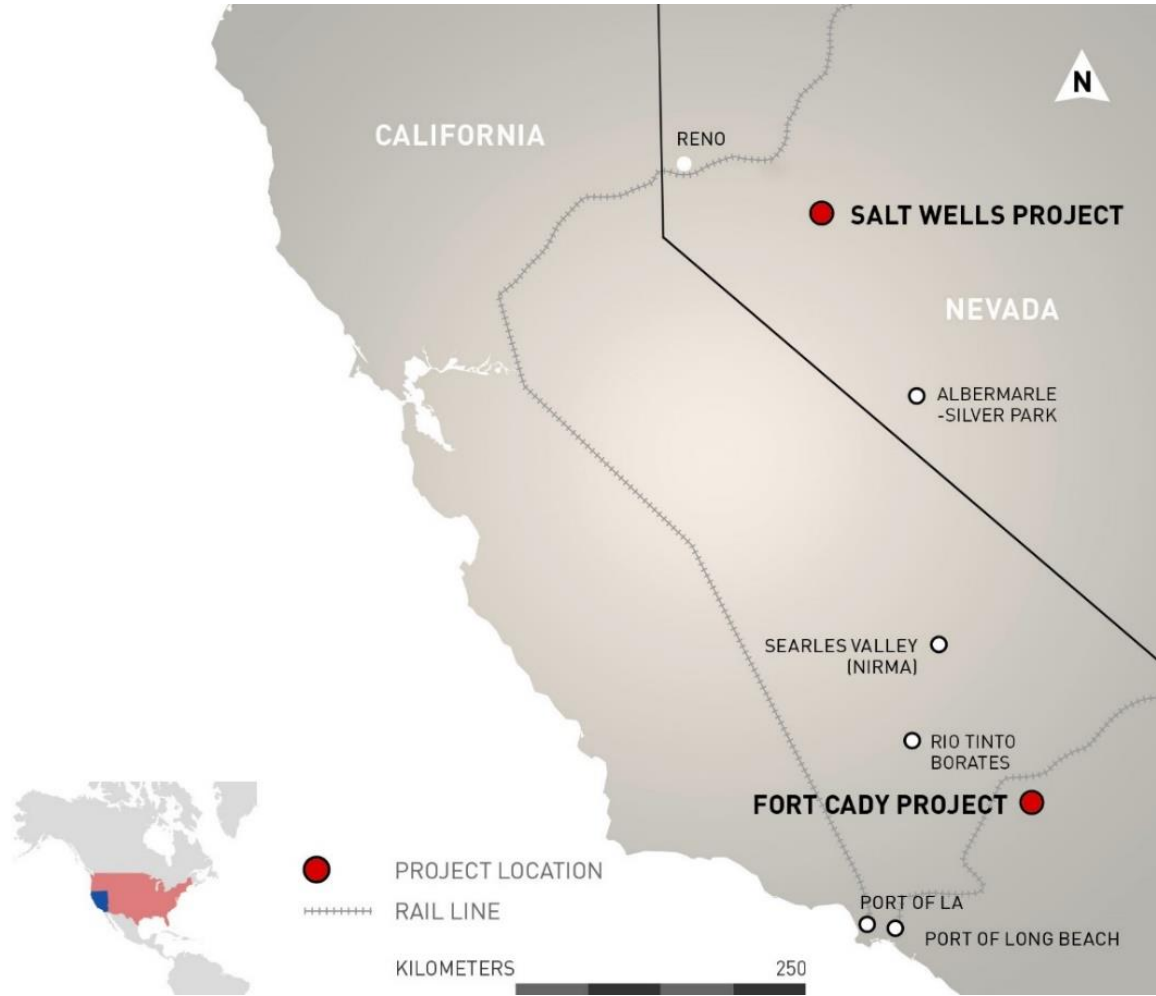 N
CALIFORNIA
RENO
SALT WELLS PROJECT
NEVADA
ALBERMARLE
-SILVER PARK
SEARLES VALLEY
(NIRMA)
RIO TINTO
BORATES
FORT CADY PROJECT
PROJECT LOCATION
RAIL LINE
PORT OF LA
PORT OF LONG BEACH
KILOMETERS 250